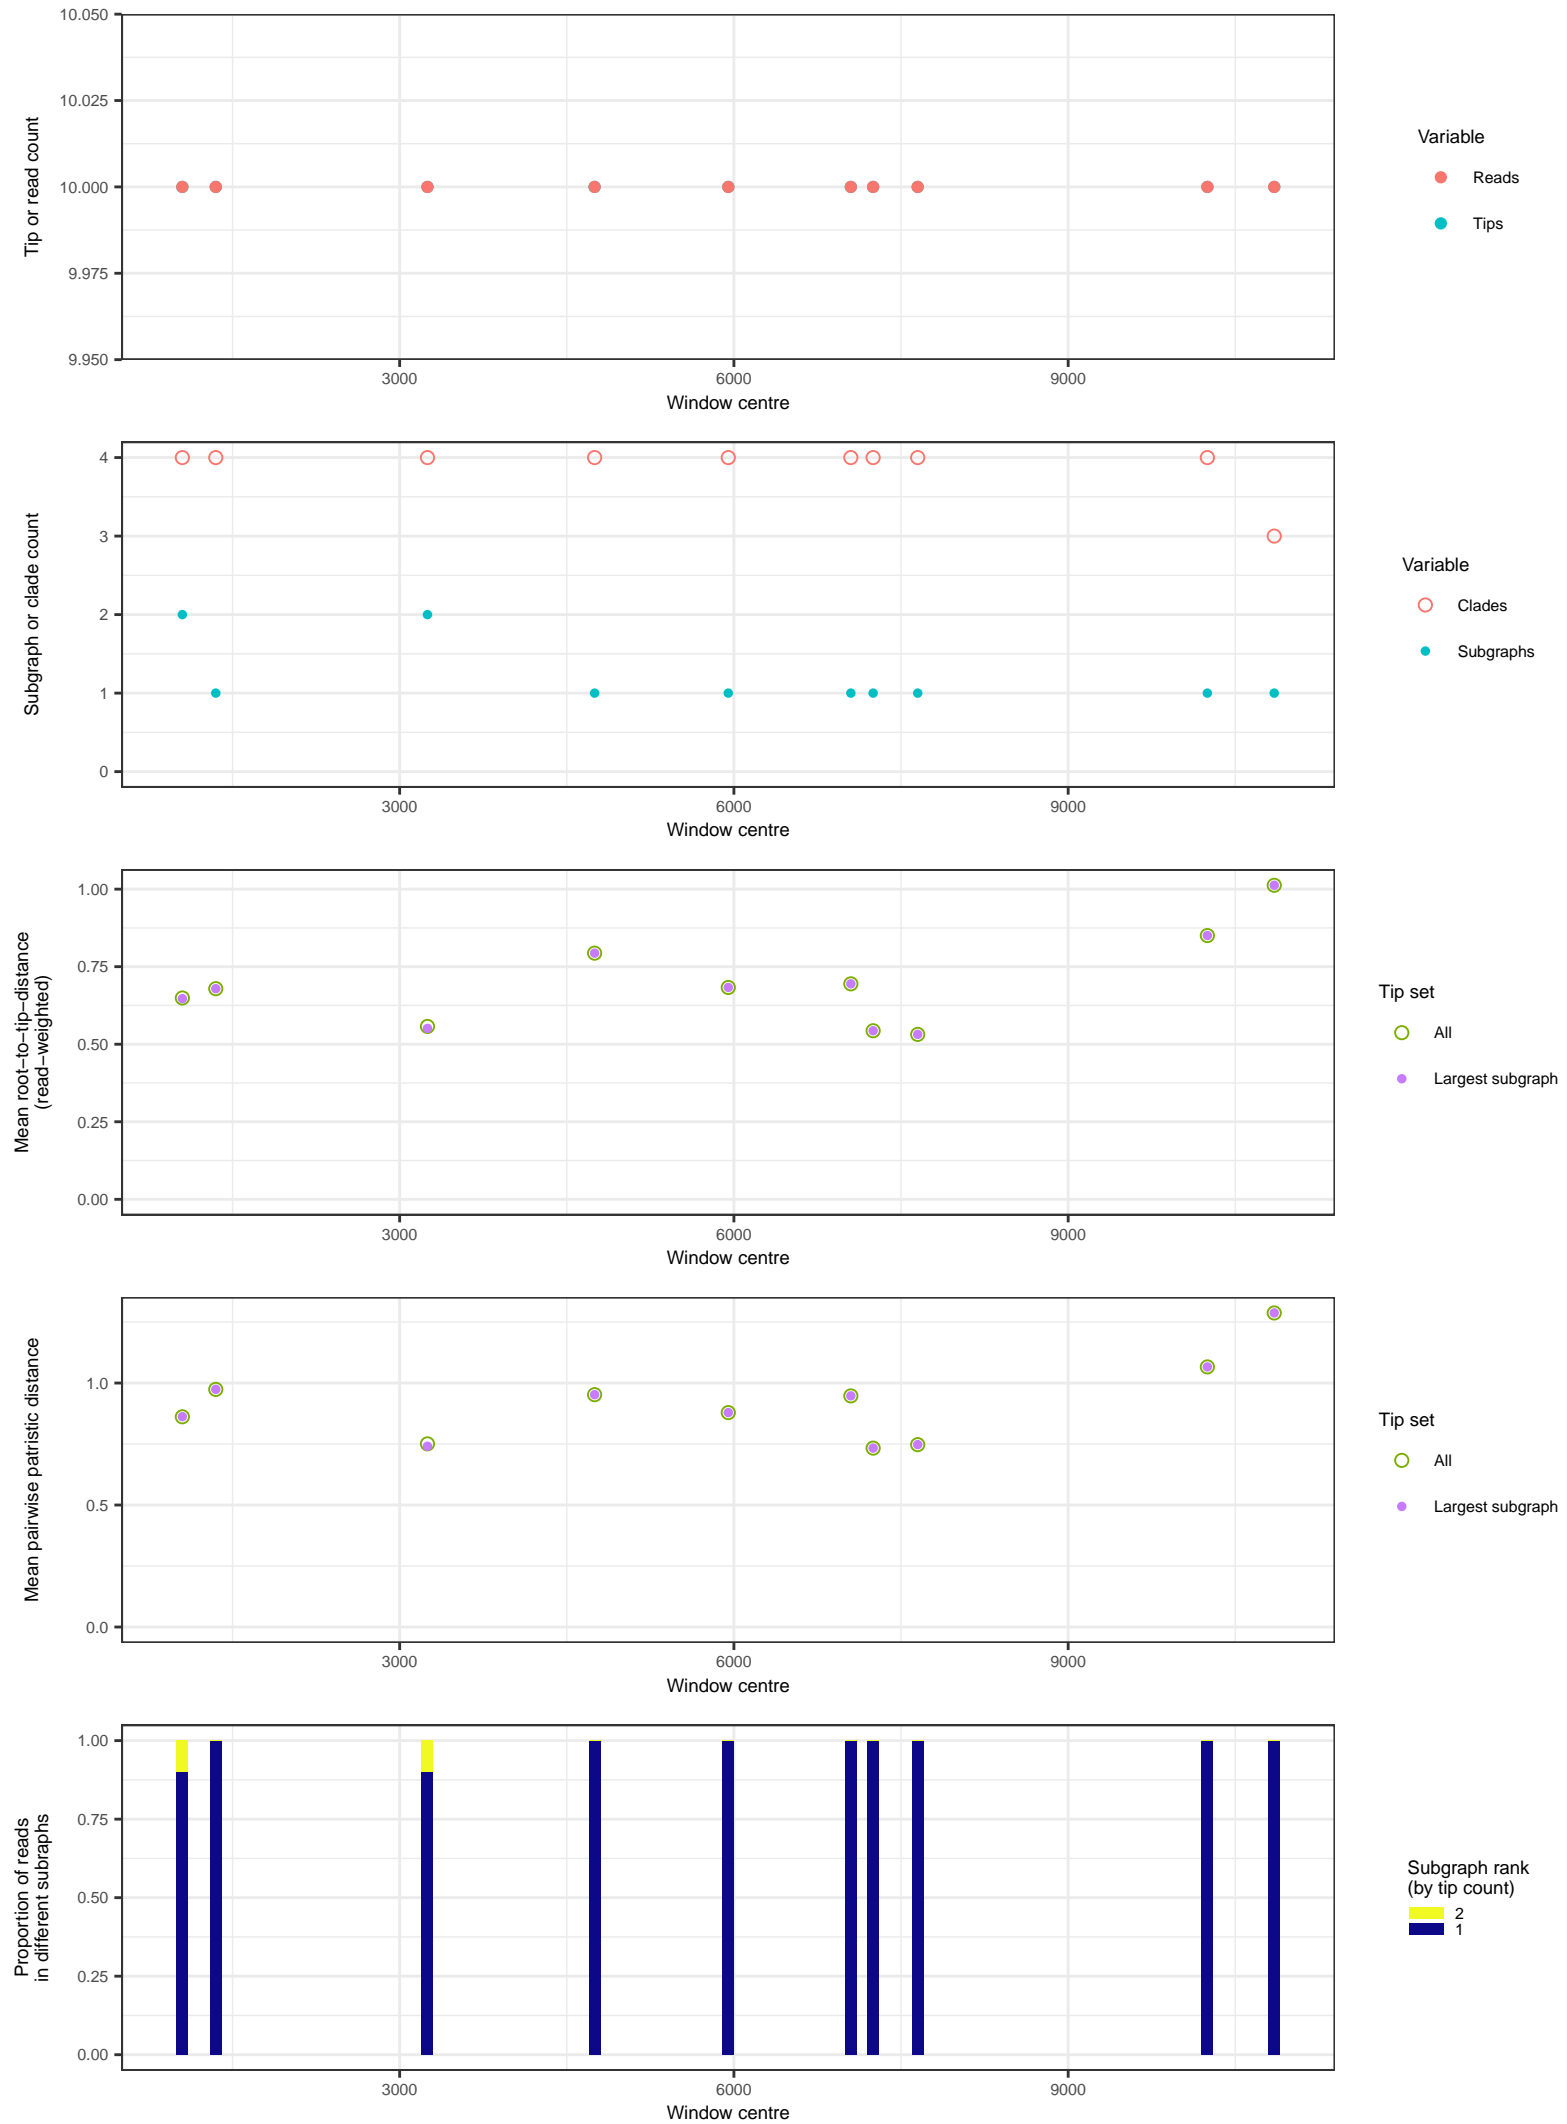 10.050
10.025
10.000
9.975
9.950
Tip or read count
3000 6000 9000
Window centre
Variable
Reads
Tips
4
3
2
1
0
Subgraph or clade count
3000 6000 9000
Window centre
Variable
Clades
Subgraphs
1.00
0.75
0.50
0.25
0.00
Mean root−to−tip−distance
(read−weighted)
3000 6000 9000
Window centre
Tip set
All
Largest subgraph
1.0
0.5
0.0
Mean pairwise patristic distance
3000 6000 9000
Window centre
Tip set
All
Largest subgraph
1.00
0.75
0.50
0.25
0.00
Proportion of reads
in different subraphs
3000 6000 9000
Window centre
Subgraph rank
(by tip count)
2
1